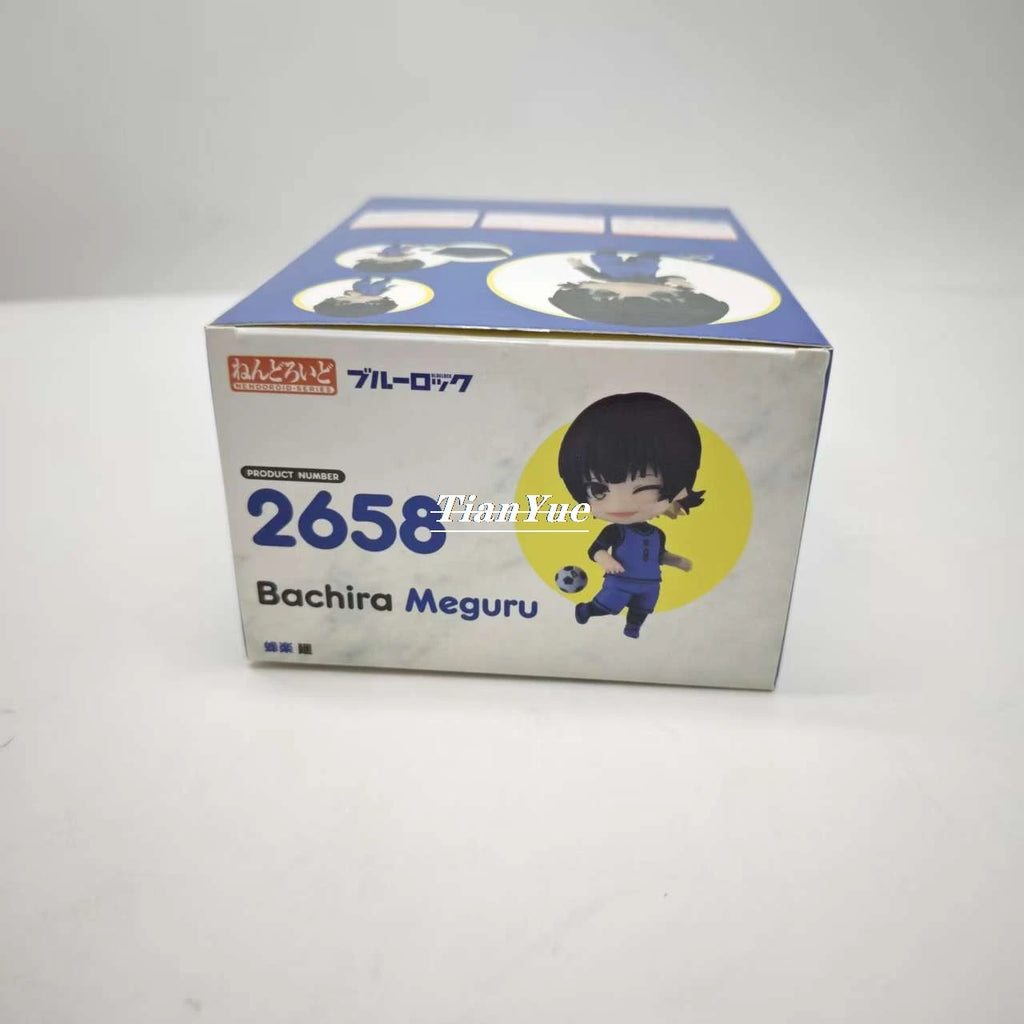 ねんどろいど
NENDOROID SERIES
BLUELOCK
ブルーロック
PRODUCT NUMBER
2658
TianYue
Bachira Meguru
蜂楽 廻